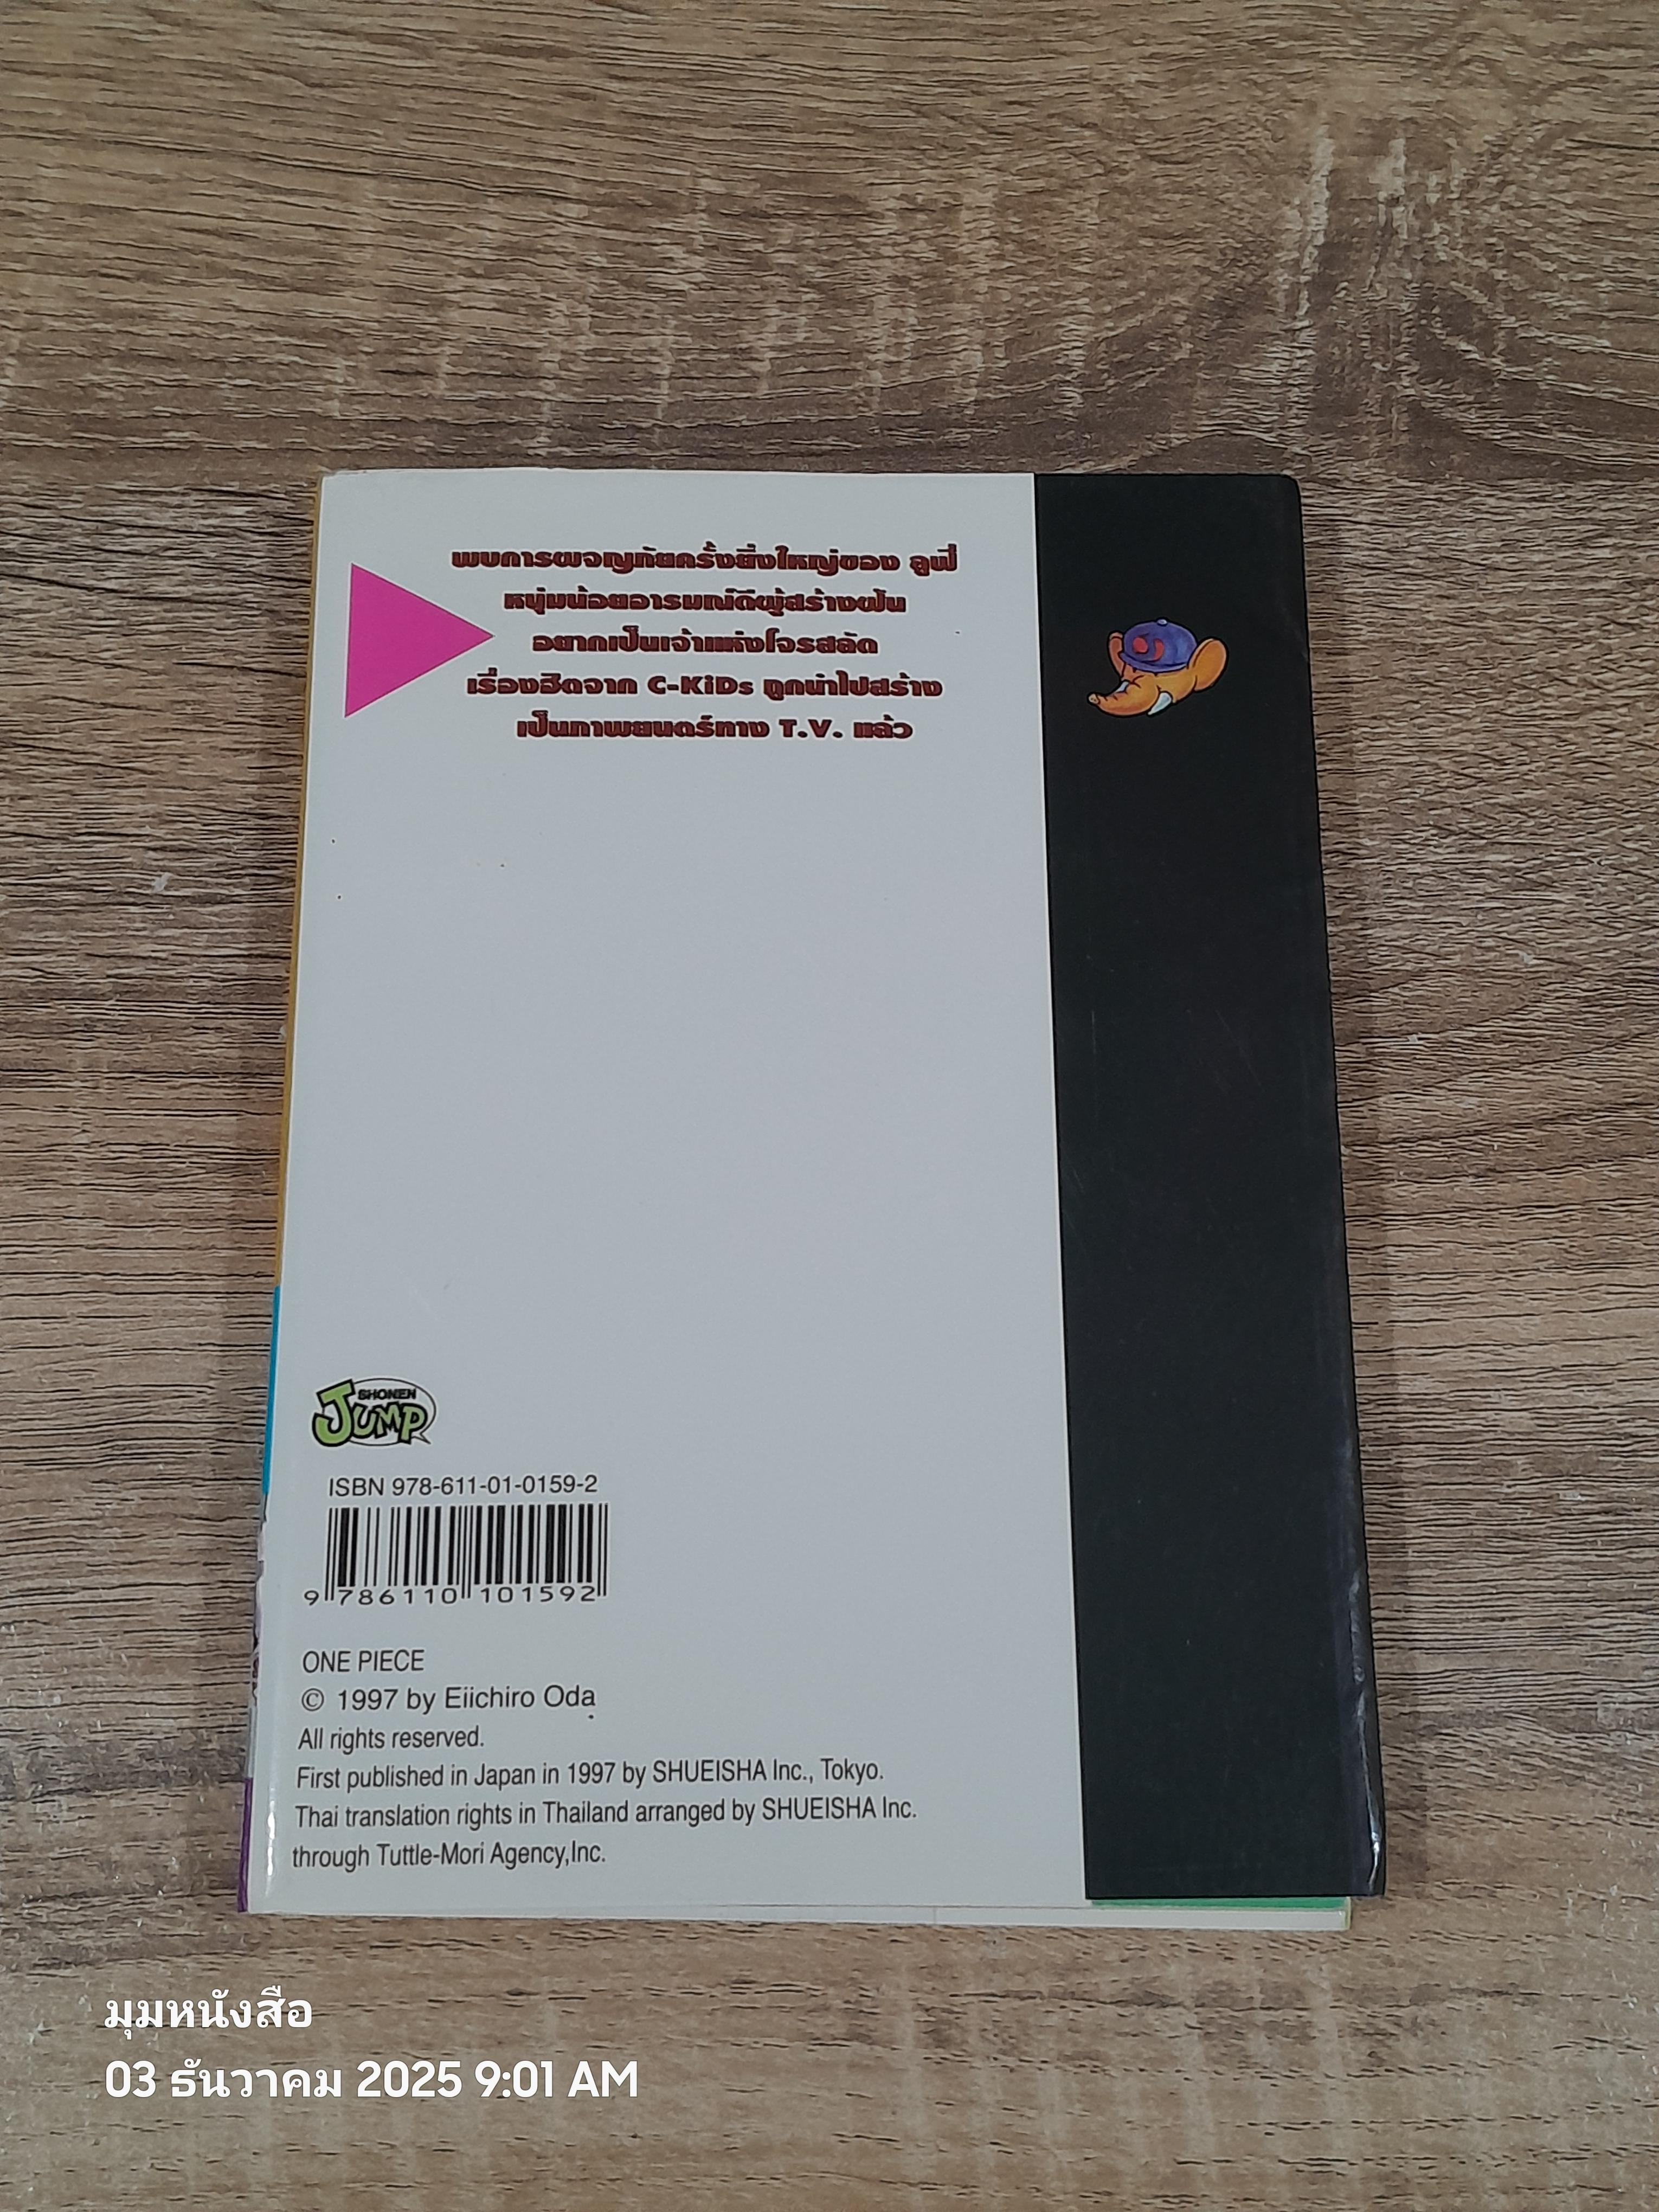 พบการผจญภัยครั้งยิ่งใหญ่ของ ลูฟี่
หนุ่มน้อยอารมณ์ดีผู้สร้างฝัน
อยากเป็นเจ้าแห่งโจรสลัด
เรื่องฮิตจาก C-KiDs ถูกนำไปสร้าง
เป็นภาพยนตร์ทาง T.V. แล้ว
SHONEN
JUMP
ISBN 978-611-01-0159-2
9 786110 101592
ONE PIECE
© 1997 by Eiichiro Oda
All rights reserved.
First published in Japan in 1997 by SHUEISHA Inc., Tokyo.
Thai translation rights in Thailand arranged by SHUEISHA Inc.
through Tuttle-Mori Agency,Inc.
มุมหนังสือ
03 ธันวาคม 2025 9:01 AM